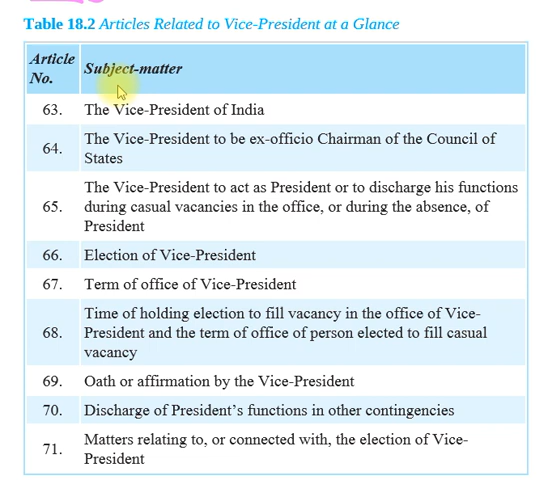 Table 18.2 Articles Related to Vice-President at a Glance
Article No. Subject-matter
63. The Vice-President of India
64. The Vice-President to be ex-officio Chairman of the Council of
States
65. The Vice-President to act as President or to discharge his functions
during casual vacancies in the office, or during the absence, of
President
66. Election of Vice-President
67. Term of office of Vice-President
68. Time of holding election to fill vacancy in the office of Vice-
President and the term of office of person elected to fill casual
vacancy
69. Oath or affirmation by the Vice-President
70. Discharge of President's functions in other contingencies
71. Matters relating to, or connected with, the election of Vice-
President